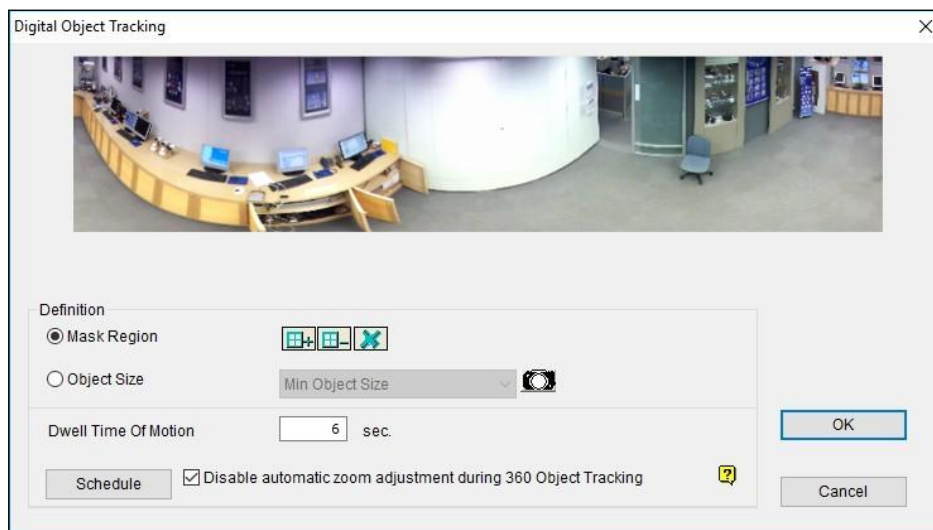 Digital Object Tracking
Definition
Mask Region
Object Size
Min Object Size
Dwell Time Of Motion
6 sec.
Schedule
Disable automatic zoom adjustment during 360 Object Tracking
OK
Cancel